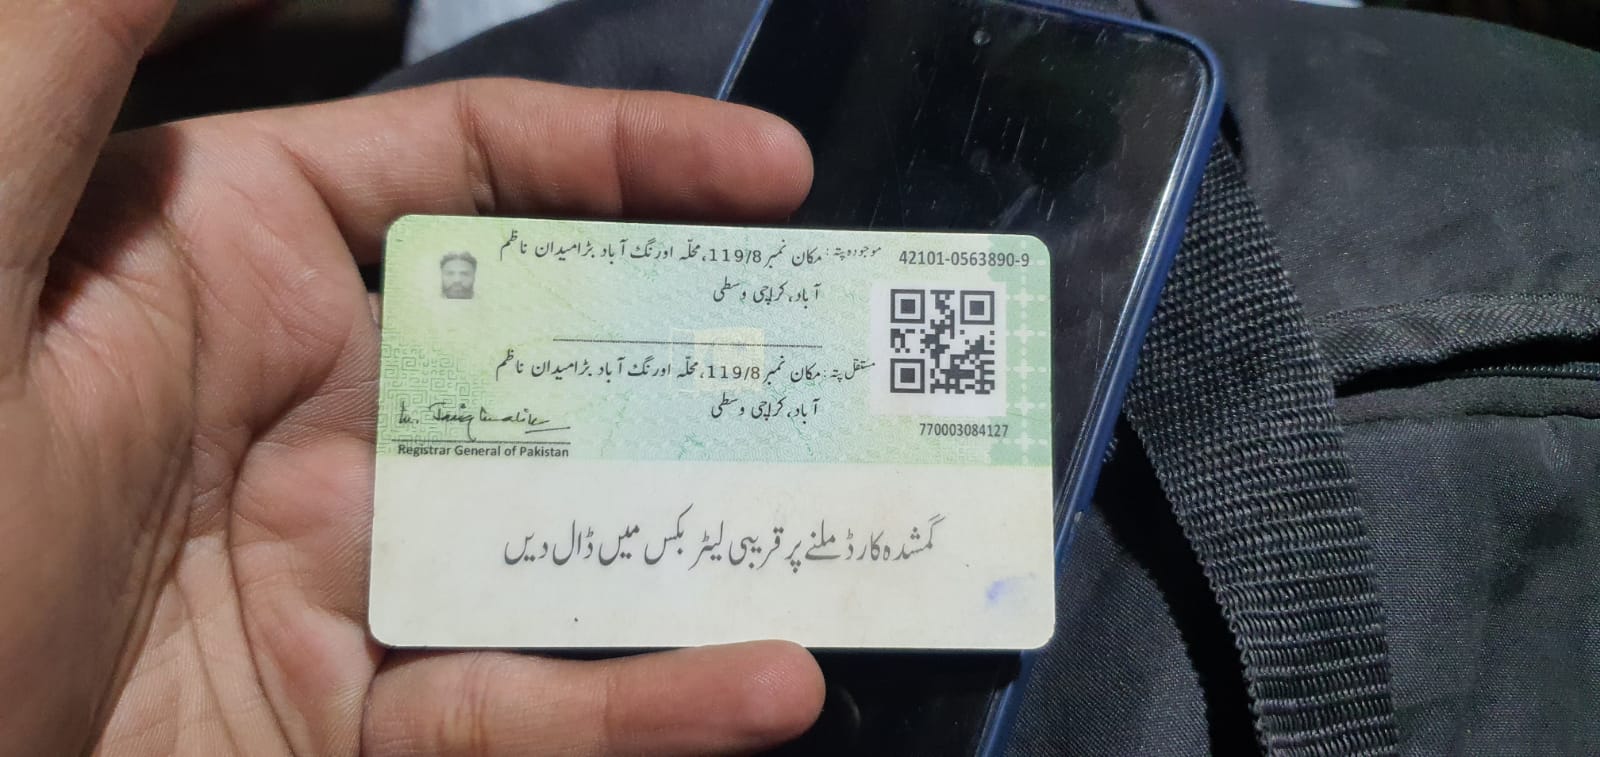 42101-0563890-9
موجودہ پتہ: مکان نمبر 119/8، محلّہ اورنگ آباد بڑا میدان ناظم
آباد، کراچی وسطی
مستقل پتہ: مکان نمبر 119/8، محلّہ اورنگ آباد بڑا میدان ناظم
آباد، کراچی وسطی
770003084127
Registrar General of Pakistan
گمشدہ کارڈ ملنے پر قریبی لیٹر بکس میں ڈال دیں